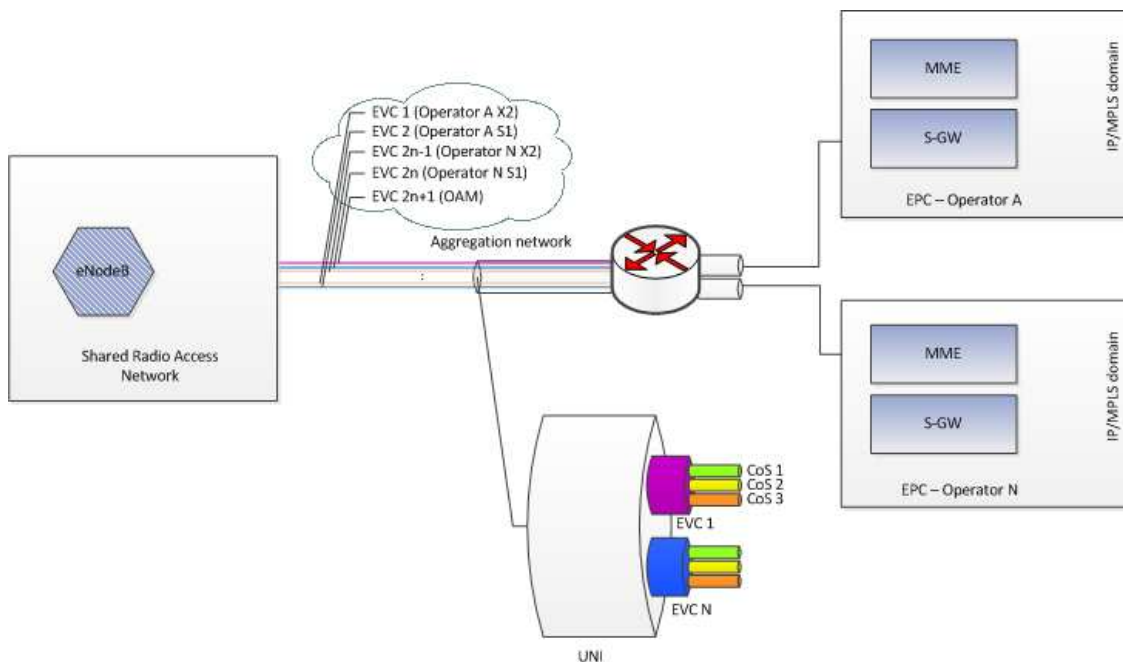 EVC 1 (Operator A X2)
EVC 2 (Operator A S1)
EVC 2n-1 (Operator N X2)
EVC 2n (Operator N S1)
EVC 2n+1 (OAM)
Aggregation network
eNodeB
:
Shared Radio Access
Network
MME
S-GW
EPC – Operator A
IP/MPLS domain
MME
S-GW
EPC – Operator N
IP/MPLS domain
CoS 1
CoS 2
CoS 3
EVC 1
EVC N
UNI